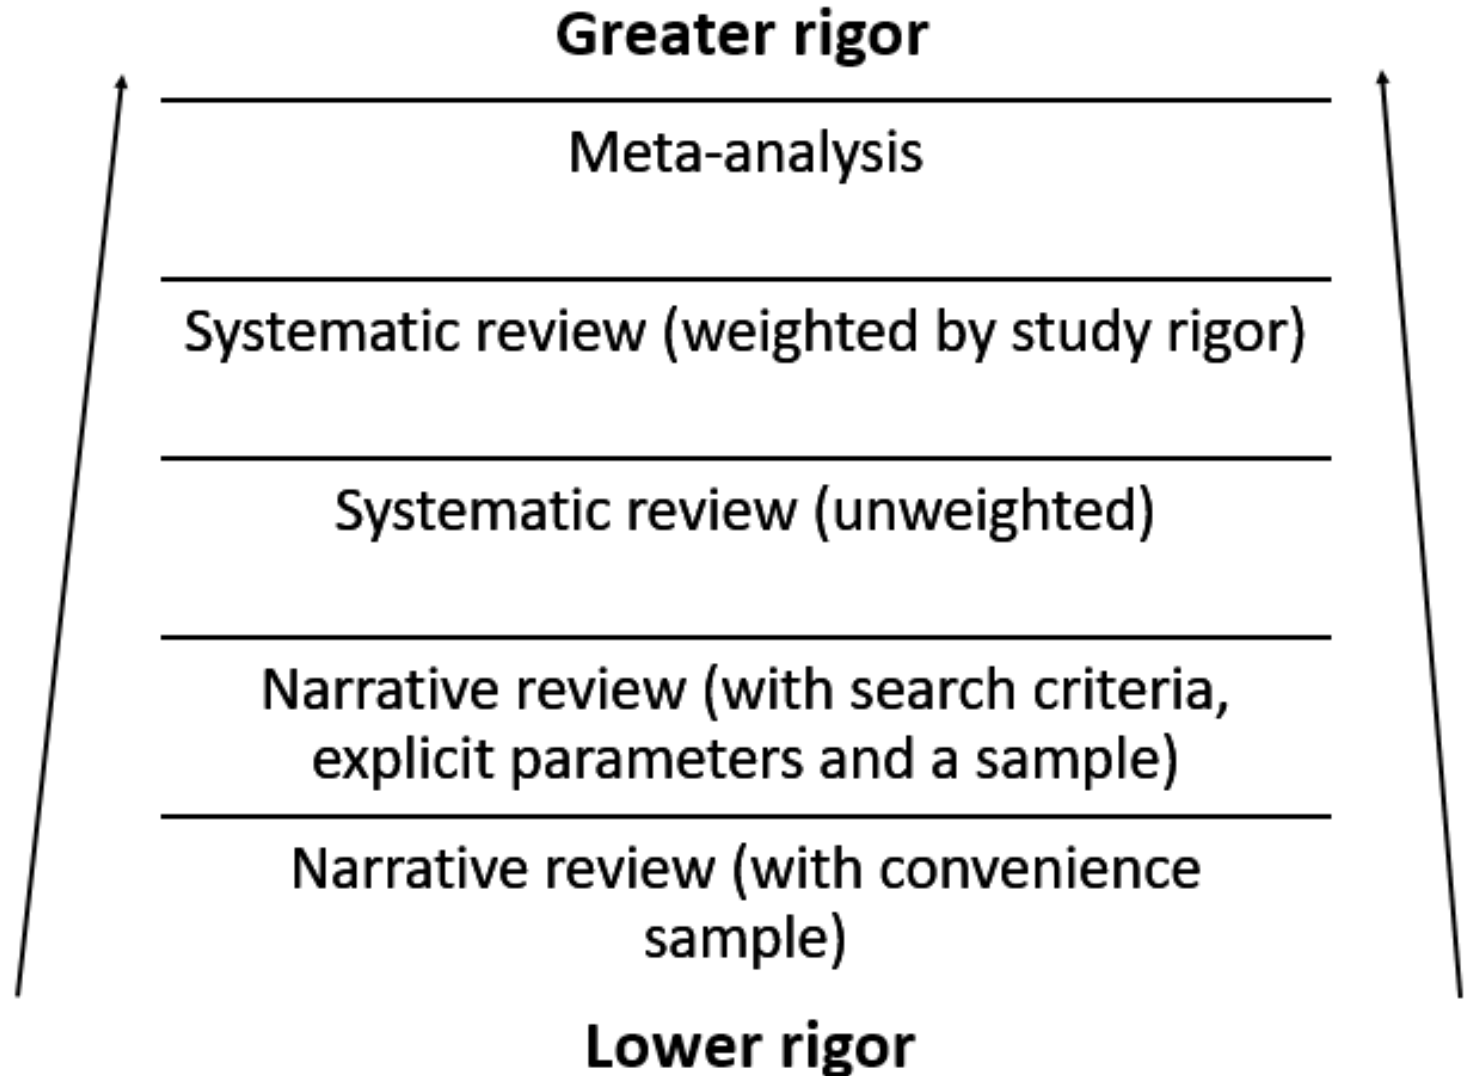 Greater rigor
Meta-analysis
Systematic review (weighted by study rigor)
Systematic review (unweighted)
Narrative review (with search criteria,
explicit parameters and a sample)
Narrative review (with convenience
sample)
Lower rigor